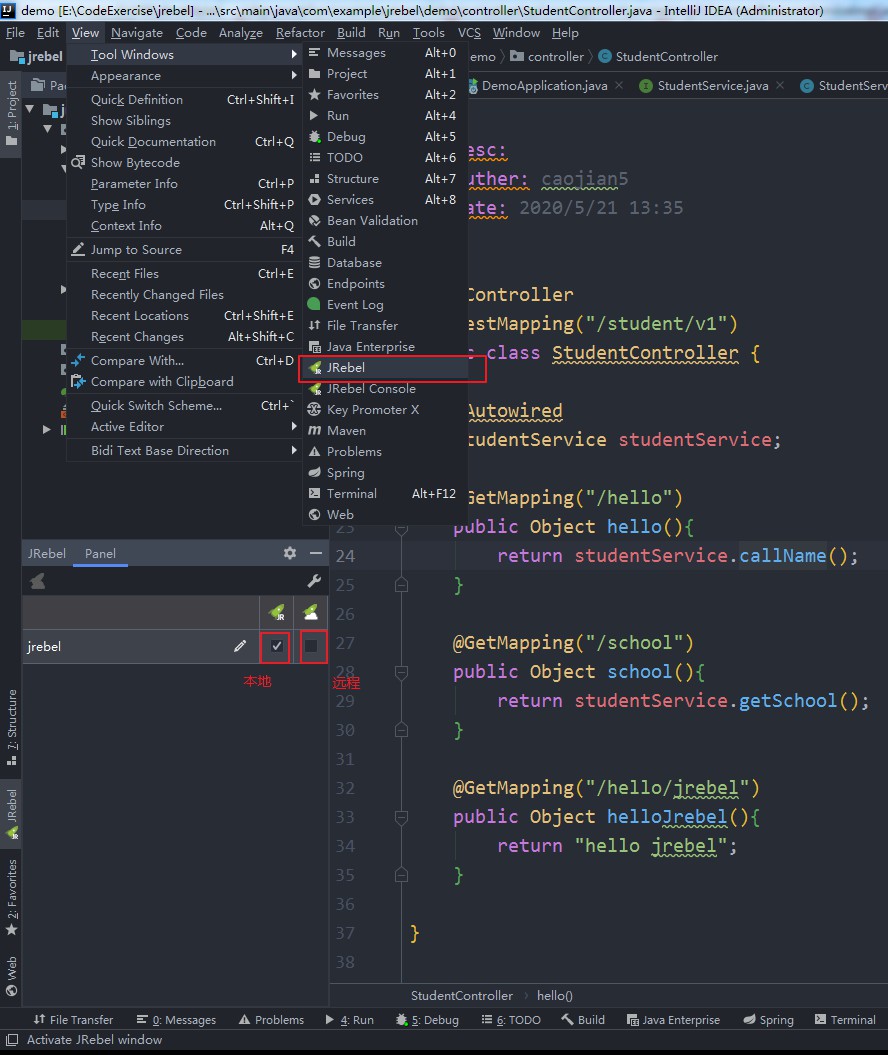 demo [E:\CodeExercise\jrebel] - ...\src\main\java\com\example\jrebel\demo\controller\StudentController.java - IntelliJ IDEA (Administrator)
File Edit View Navigate Code Analyze Refactor Build Run Tools VCS Window Help
jrebel
emo controller StudentController
DemoApplication.java StudentService.java StudentServ
1: Project
Pac
Tool Windows
Appearance
Quick Definition Ctrl+Shift+I
Show Siblings
Quick Documentation Ctrl+Q
Show Bytecode
Parameter Info Ctrl+P
Type Info Ctrl+Shift+P
Context Info Alt+Q
Jump to Source F4
Recent Files Ctrl+E
Recently Changed Files
Recent Locations Ctrl+Shift+E
Recent Changes Alt+Shift+C
Compare With... Ctrl+D
Compare with Clipboard
Quick Switch Scheme... Ctrl+`
Active Editor
Bidi Text Base Direction
Messages Alt+0
Project Alt+1
Favorites Alt+2
Run Alt+4
Debug Alt+5
TODO Alt+6
Structure Alt+7
Services Alt+8
Bean Validation
Build
Database
Endpoints
Event Log
File Transfer
Java Enterprise
JRebel
JRebel Console
Key Promoter X
Maven
Problems
Spring
Terminal Alt+F12
Web
esc:
uther: caojian5
ate: 2020/5/21 13:35
Controller
estMapping("/student/v1")
c class StudentController {
Autowired
tudentService studentService;
GetMapping("/hello")
23 public Object hello(){
24 return studentService.callName();
25 }
26
27 @GetMapping("/school")
28 public Object school(){
29 return studentService.getSchool();
30 }
31
32 @GetMapping("/hello/jrebel")
33 public Object helloJrebel(){
34 return "hello jrebel";
35 }
36
37 }
38
JRebel Panel
jrebel
本地 远程
7: Structure
JRebel
2: Favorites
Web
StudentController hello()
File Transfer 0: Messages Problems 4: Run 5: Debug 6: TODO Build Java Enterprise Spring Terminal
Activate JRebel window